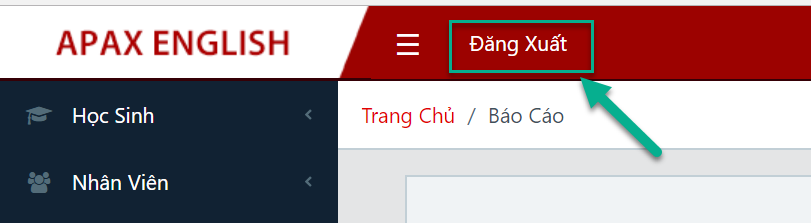 APAX ENGLISH
Đăng Xuất
Học Sinh
Trang Chủ / Báo Cáo
Nhân Viên